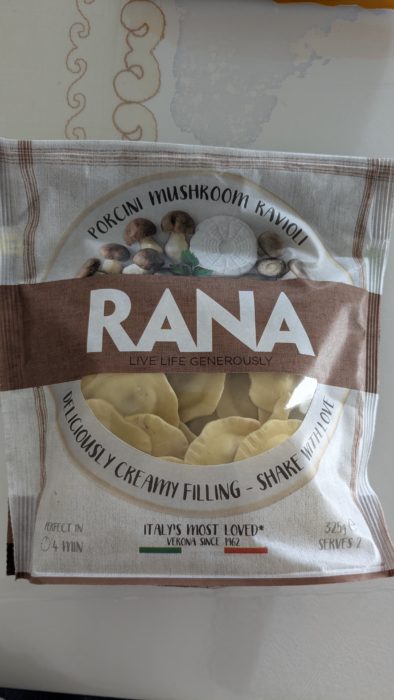 PORCINI MUSHROOM RAVIOLI
RANA
LIVE LIFE GENEROUSLY
DELICIOUSLY CREAMY FILLING - SHAKE WITH LOVE
PERFECT IN
4 MIN
ITALY'S MOST LOVED*
VERONA SINCE 1962
325g e
SERVES 2